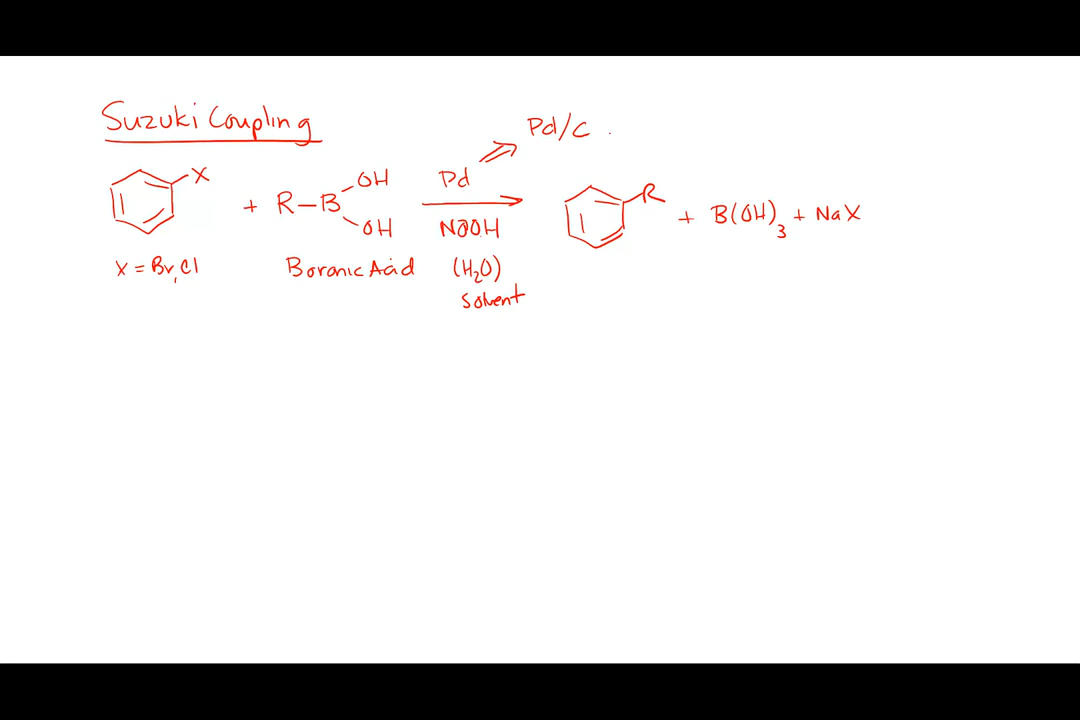 Suzuki Coupling
Pd/C
X + R-B OH OH Pd NaOH R + B(OH)3 + NaX
X = Br, Cl Boronic Acid (H2O)
solvent